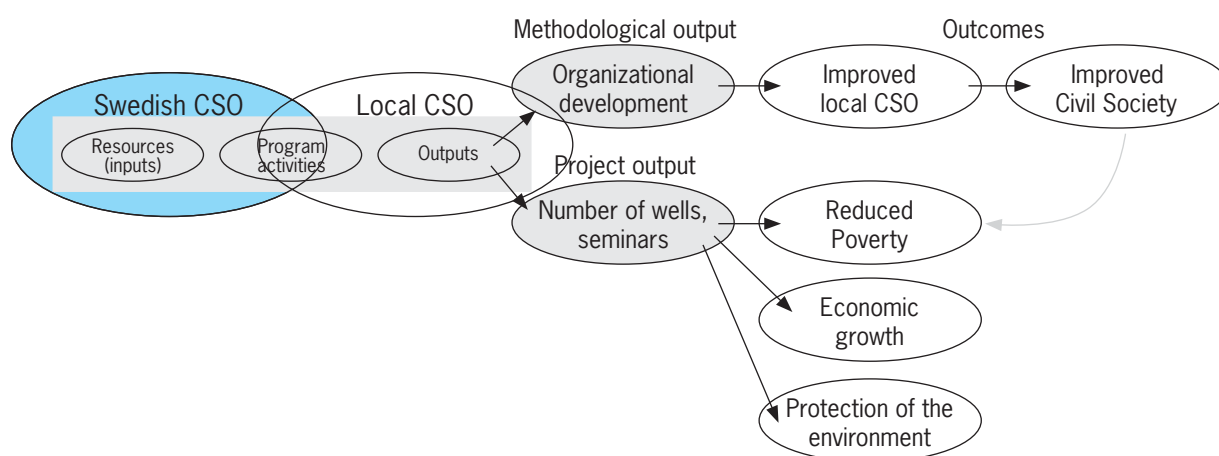 Methodological output
Outcomes
Organizational
development
Improved
local CSO
Improved
Civil Society
Swedish CSO
Local CSO
Resources
(inputs)
Program
activities
Outputs
Project output
Number of wells,
seminars
Reduced
Poverty
Economic
growth
Protection of the
environment